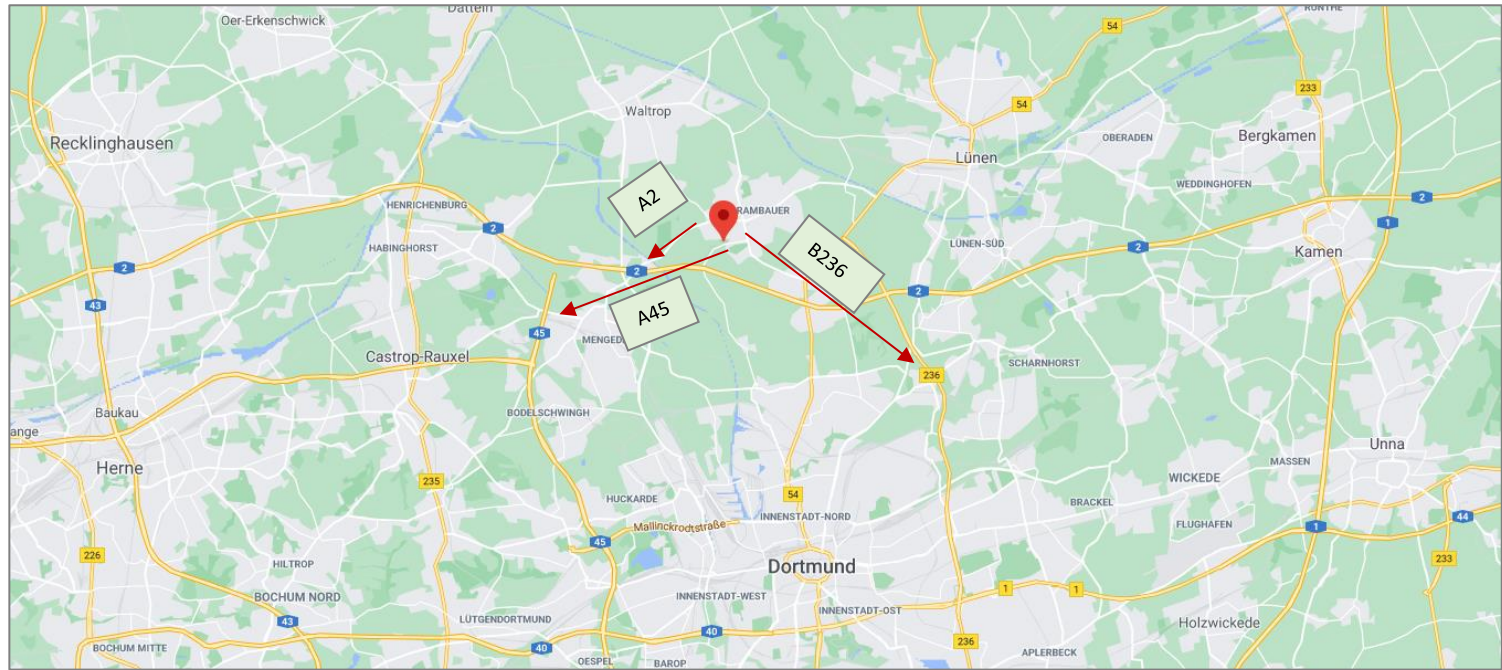 Datteln
Oer-Erkenschwick
RÜNTHE
54
233
Waltrop
54
Recklinghausen
OBERADEN
Bergkamen
Lünen
WEDDINGHOFEN
A2
HENRICHENBURG
RAMBAUER
2
1
2
HABINGHORST
LÜNEN-SÜD
2
Kamen
B236
2
2
2
43
A45
45
MENGED
Castrop-Rauxel
SCHARNHORST
236
Baukau
BODELSCHWINGH
ange
Unna
Herne
MASSEN
235
WICKEDE
HUCKARDE
54
BRACKEL
INNENSTADT-NORD
44
Mallinckrodtstraße
FLUGHAFEN
1
45
226
233
HILTROP
Dortmund
1
1
BOCHUM NORD
INNENSTADT-WEST
INNENSTADT-OST
LÜTGENDORTMUND
43
Holzwickede
40
236
BOCHUM MITTE
40
APLERBECK
OESPEL
BAROP